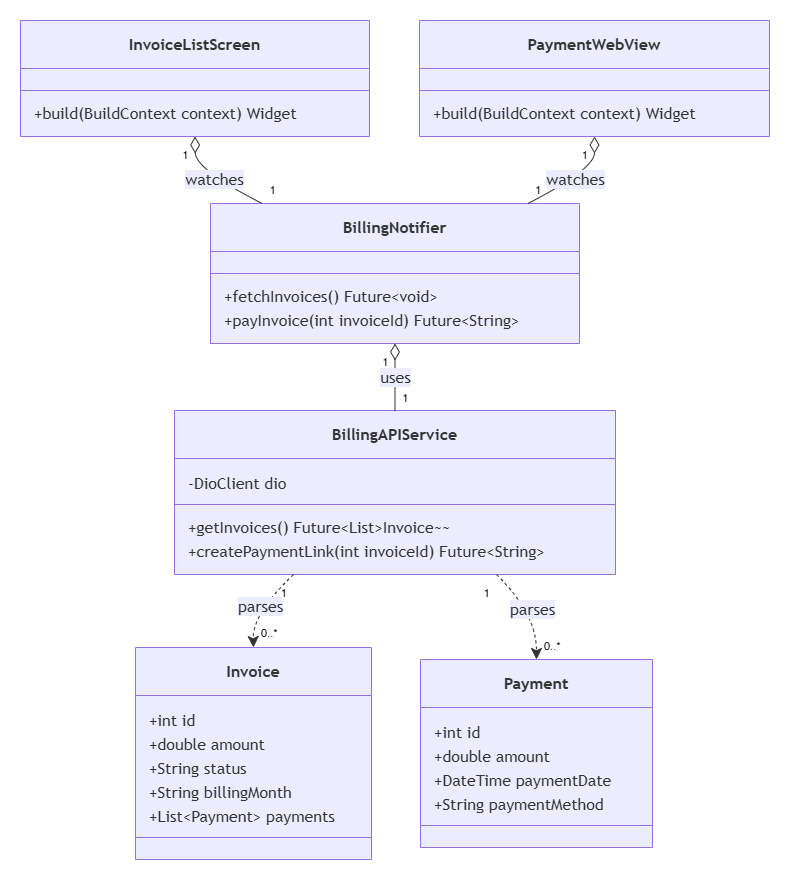 InvoiceListScreen
+build(BuildContext context) Widget
PaymentWebView
+build(BuildContext context) Widget
1
watches
1
1
watches
1
BillingNotifier
+fetchInvoices() Future<void>
+payInvoice(int invoiceId) Future<String>
1
uses
1
BillingAPIService
-DioClient dio
+getInvoices() Future<List>Invoice~~
+createPaymentLink(int invoiceId) Future<String>
1
parses
0..*
1
parses
0..*
Invoice
+int id
+double amount
+String status
+String billingMonth
+List<Payment> payments
Payment
+int id
+double amount
+DateTime paymentDate
+String paymentMethod